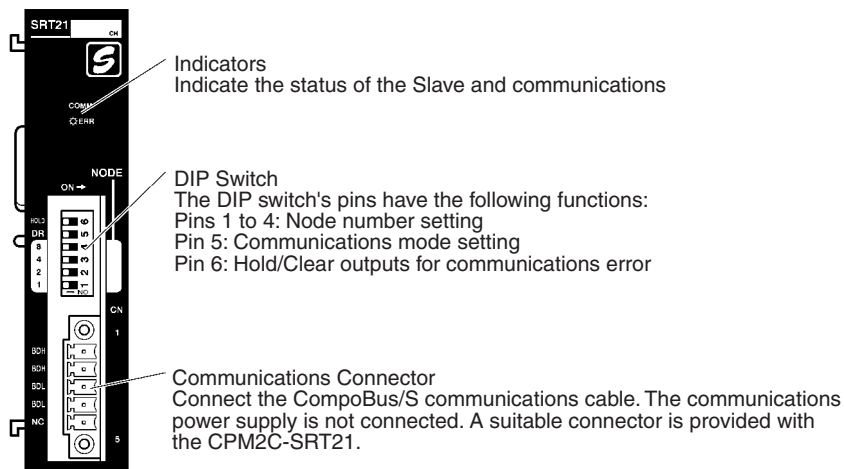 SRT21
CH
S
Indicators
Indicate the status of the Slave and communications
COMM
ERR
NODE
ON
DIP Switch
The DIP switch's pins have the following functions:
Pins 1 to 4: Node number setting
Pin 5: Communications mode setting
Pin 6: Hold/Clear outputs for communications error
HOLD 6
DR 5
8 4
4 3
2 2
1 1
NO
CN
1
BDH
BDH
BDL
BDL
NC
5
Communications Connector
Connect the CompoBus/S communications cable. The communications
power supply is not connected. A suitable connector is provided with
the CPM2C-SRT21.